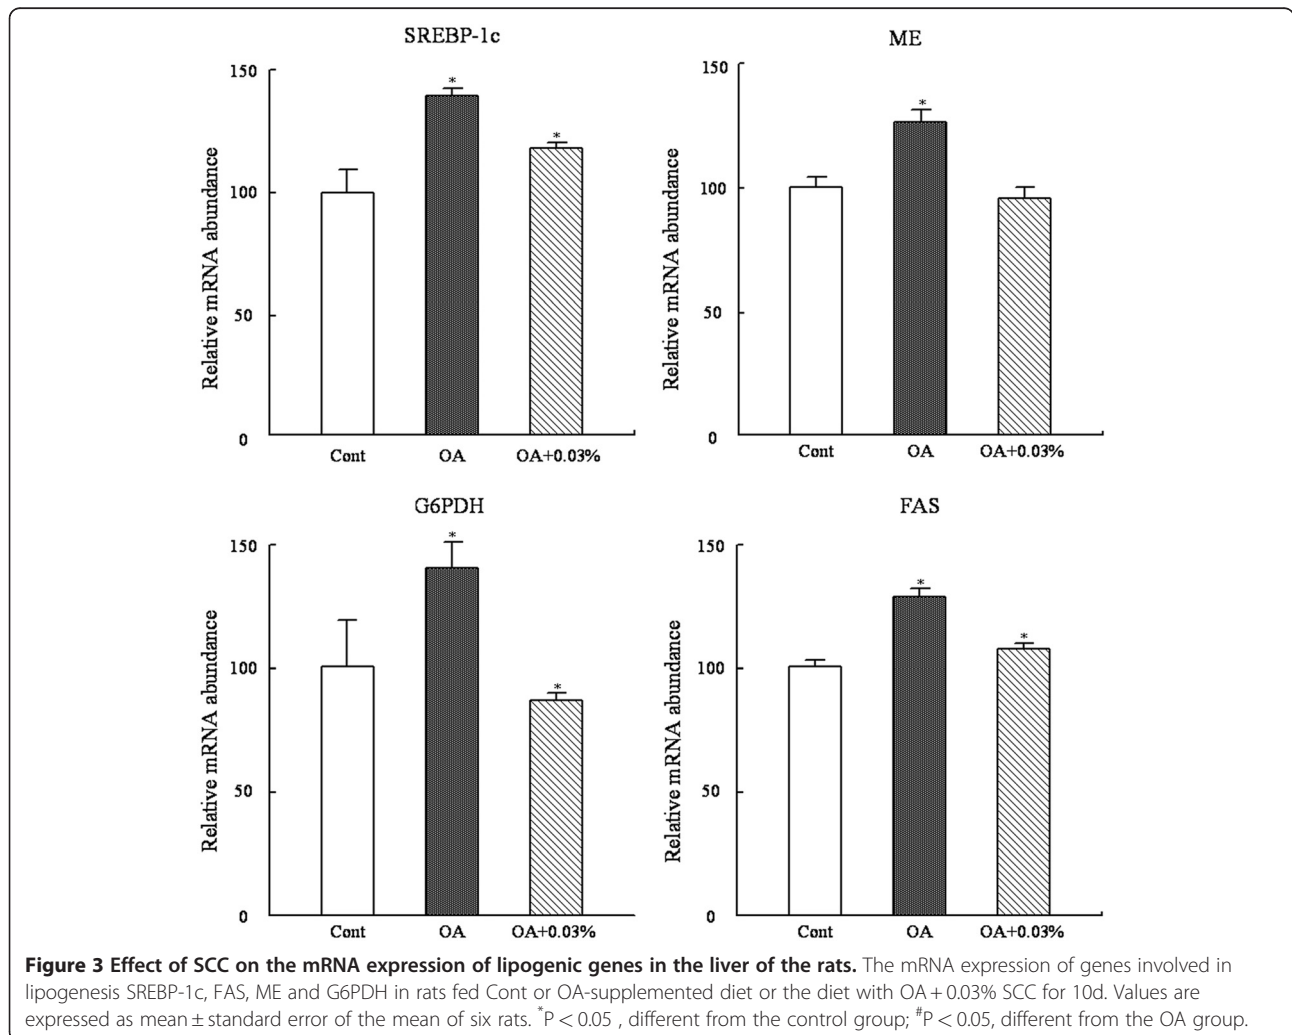 SREBP-1c
Relative mRNA abundance
150
100
50
0
*
*
Cont OA OA+0.03%
ME
Relative mRNA abundance
150
100
50
0
*
Cont OA OA+0.03%
G6PDH
Relative mRNA abundance
150
100
50
0
*
*
Cont OA OA+0.03%
FAS
Relative mRNA abundance
150
100
50
0
*
*
Cont OA OA+0.03%
Figure 3 Effect of SCC on the mRNA expression of lipogenic genes in the liver of the rats. The mRNA expression of genes involved in
lipogenesis SREBP-1c, FAS, ME and G6PDH in rats fed Cont or OA-supplemented diet or the diet with OA + 0.03% SCC for 10d. Values are
expressed as mean ± standard error of the mean of six rats. *P < 0.05 , different from the control group; #P < 0.05, different from the OA group.